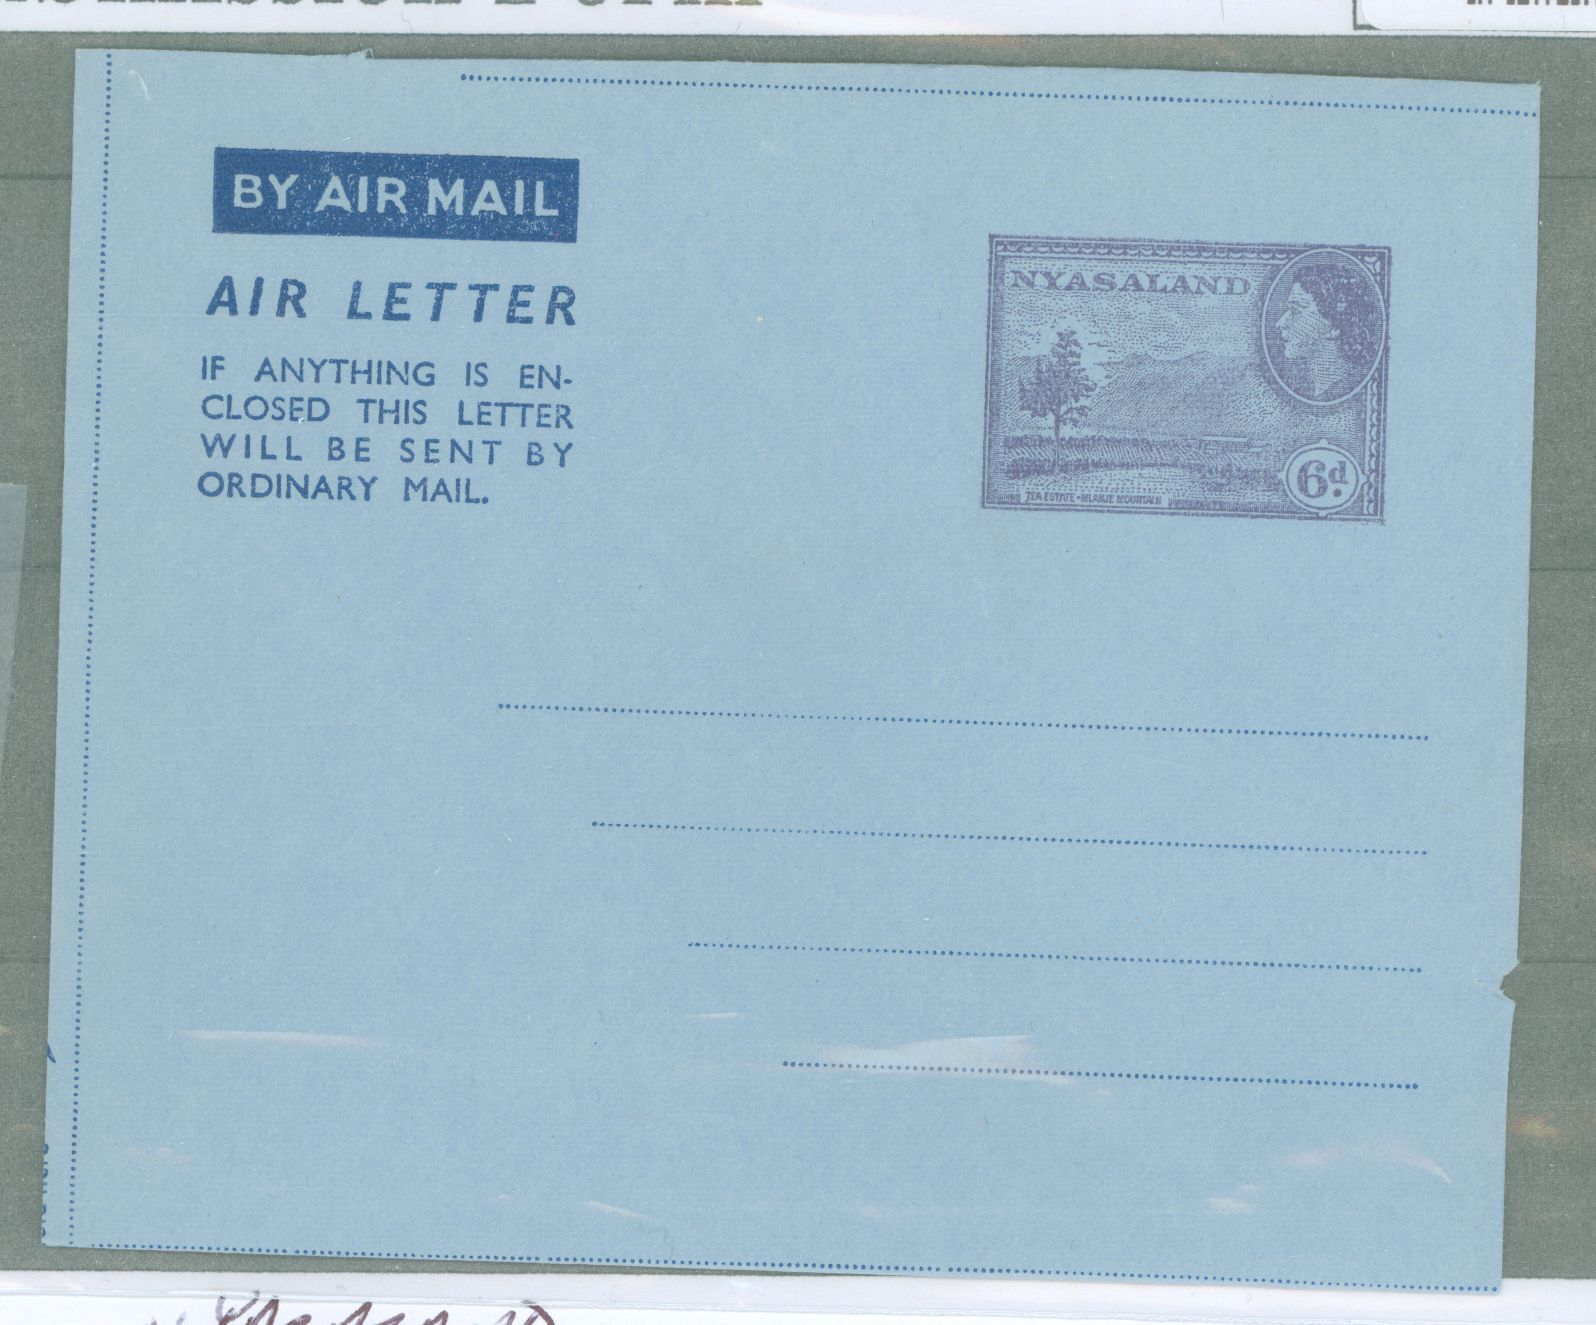 BY AIR MAIL
AIR LETTER
IF ANYTHING IS EN-
CLOSED THIS LETTER
WILL BE SENT BY
ORDINARY MAIL.
NYASALAND
6d.
TEA ESTATE - MLANJE MOUNTAIN
here